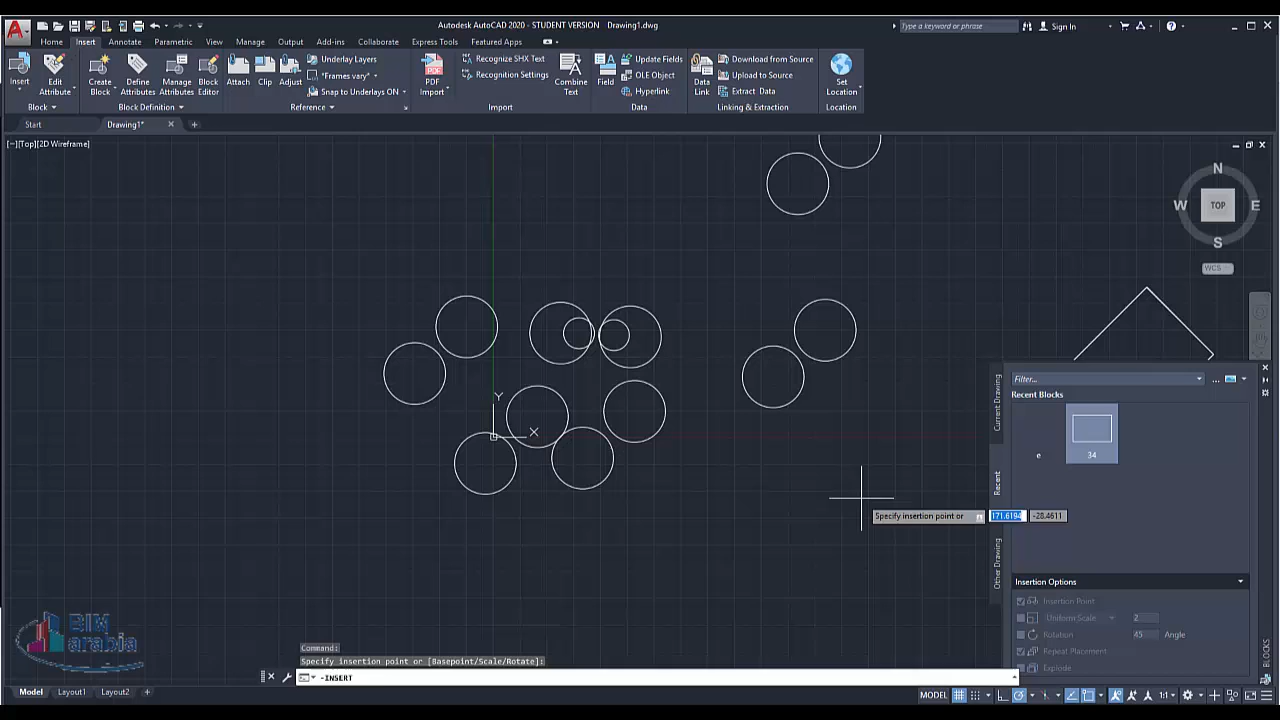 Autodesk AutoCAD 2020 - STUDENT VERSION Drawing1.dwg
Type a keyword or phrase
Sign In
Home Insert Annotate Parametric View Manage Output Add-ins Collaborate Express Tools Featured Apps
Insert
Edit Attribute
Block
Create Block
Define Attributes
Manage Attributes
Block Editor
Block Definition
Attach
Clip
Adjust
Underlay Layers
*Frames vary*
Snap to Underlays ON
Reference
PDF Import
Recognize SHX Text
Recognition Settings
Combine Text
Import
Field
Update Fields
OLE Object
Hyperlink
Data
Data Link
Download from Source
Upload to Source
Extract Data
Linking & Extraction
Set Location
Location
Start
Drawing1*
[−][Top][2D Wireframe]
N
W
TOP
E
S
WCS
Y
X
Specify insertion point or
171.6194
-28.4611
Current Drawing
Recent
Other Drawing
Filter...
Recent Blocks
e
34
Insertion Options
Insertion Point
Uniform Scale
2
Rotation
45
Angle
Repeat Placement
Explode
BLOCKS
BIM
arabia
Command:
Specify insertion point or [Basepoint/Scale/Rotate]:
-INSERT
Model
Layout1
Layout2
MODEL
1:1